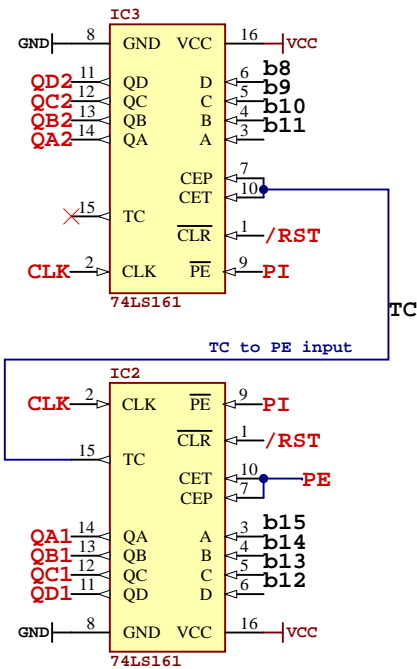 IC3
GND 8 GND VCC 16 VCC
QD2 11 QD D 6 b8
QC2 12 QC C 5 b9
QB2 13 QB B 4 b10
QA2 14 QA A 3 b11
CEP 7
CET 10
15 TC
CLR 1 /RST
CLK 2 CLK PE 9 PI
74LS161
TC
TC to PE input
IC2
CLK 2 CLK PE 9 PI
CLR 1 /RST
15 TC
CET 10 PE
CEP 7
QA1 14 QA A 3 b15
QB1 13 QB B 4 b14
QC1 12 QC C 5 b13
QD1 11 QD D 6 b12
GND 8 GND VCC 16 VCC
74LS161